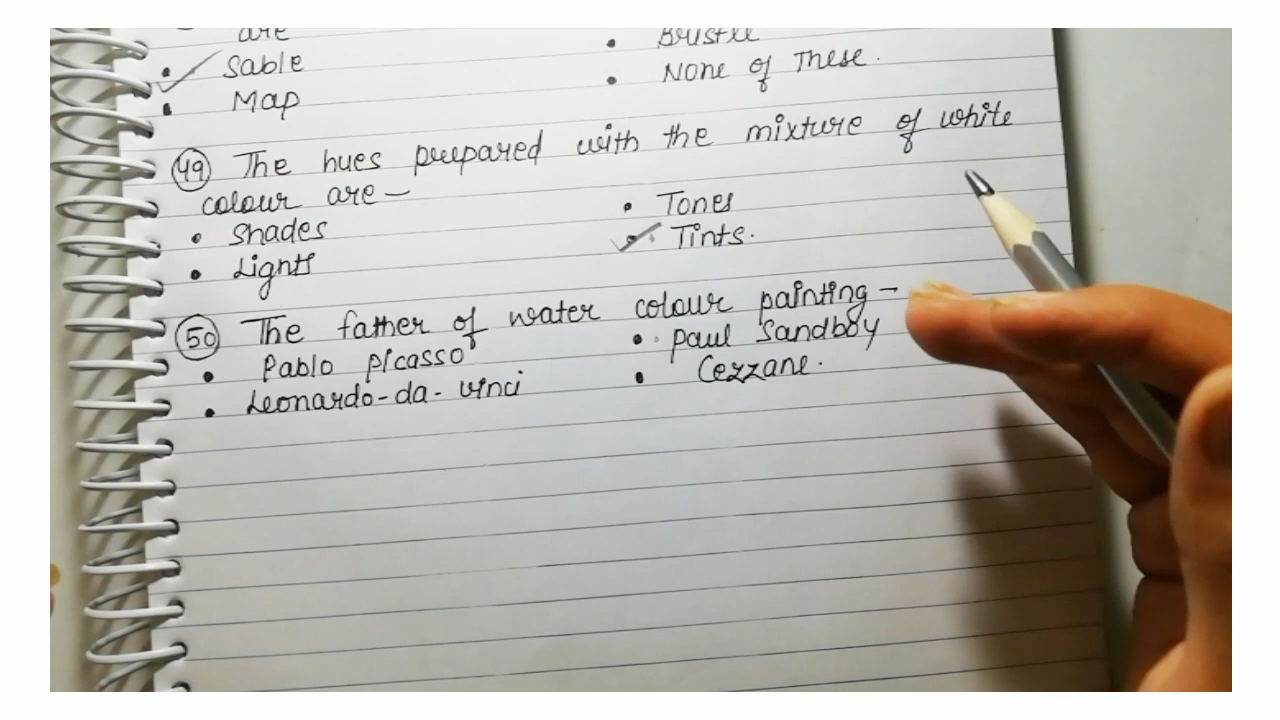 are
• Sable • Bristle
• Map • None of These.
(49) The hues prepared with the mixture of white
colour are –
• Shades • Tones
• Lights • Tints.
(50) The father of water colour painting –
• Pablo Picasso • Paul Sandboy
• Leonardo-da-vinci • Cezzane.